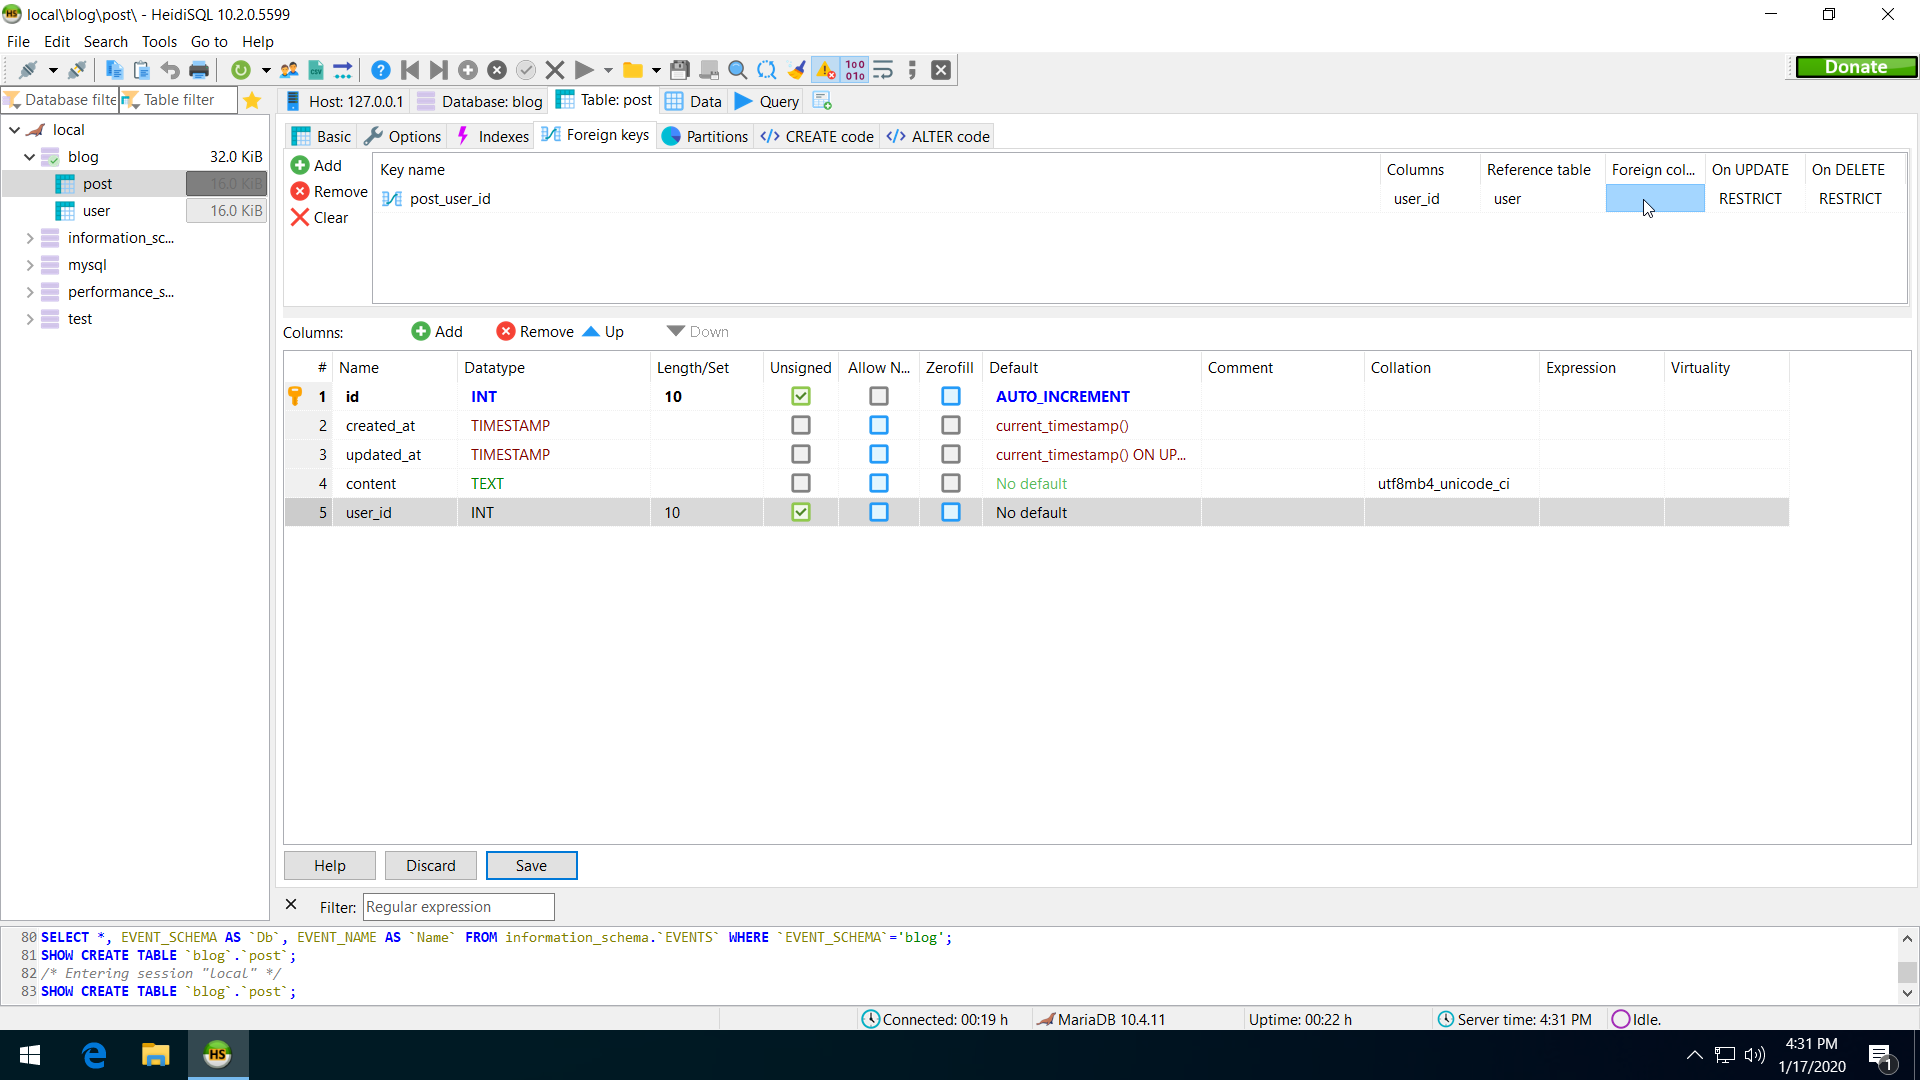 local\blog\post\ - HeidiSQL 10.2.0.5599
File Edit Search Tools Go to Help
Donate
Database filte Table filter
Host: 127.0.0.1 Database: blog Table: post Data Query
local
blog 32.0 KiB
post 16.0 KiB
user 16.0 KiB
information_sc...
mysql
performance_s...
test
Basic Options Indexes Foreign keys Partitions CREATE code ALTER code
Add
Remove
Clear
Key name Columns Reference table Foreign col... On UPDATE On DELETE
post_user_id user_id user RESTRICT RESTRICT
Columns: Add Remove Up Down
# Name Datatype Length/Set Unsigned Allow N... Zerofill Default Comment Collation Expression Virtuality
1 id INT 10 AUTO_INCREMENT
2 created_at TIMESTAMP current_timestamp()
3 updated_at TIMESTAMP current_timestamp() ON UP...
4 content TEXT No default utf8mb4_unicode_ci
5 user_id INT 10 No default
Help Discard Save
Filter: Regular expression
80 SELECT *, EVENT_SCHEMA AS `Db`, EVENT_NAME AS `Name` FROM information_schema.`EVENTS` WHERE `EVENT_SCHEMA`='blog';
81 SHOW CREATE TABLE `blog`.`post`;
82 /* Entering session "local" */
83 SHOW CREATE TABLE `blog`.`post`;
Connected: 00:19 h MariaDB 10.4.11 Uptime: 00:22 h Server time: 4:31 PM Idle.
HS
4:31 PM
1/17/2020
1